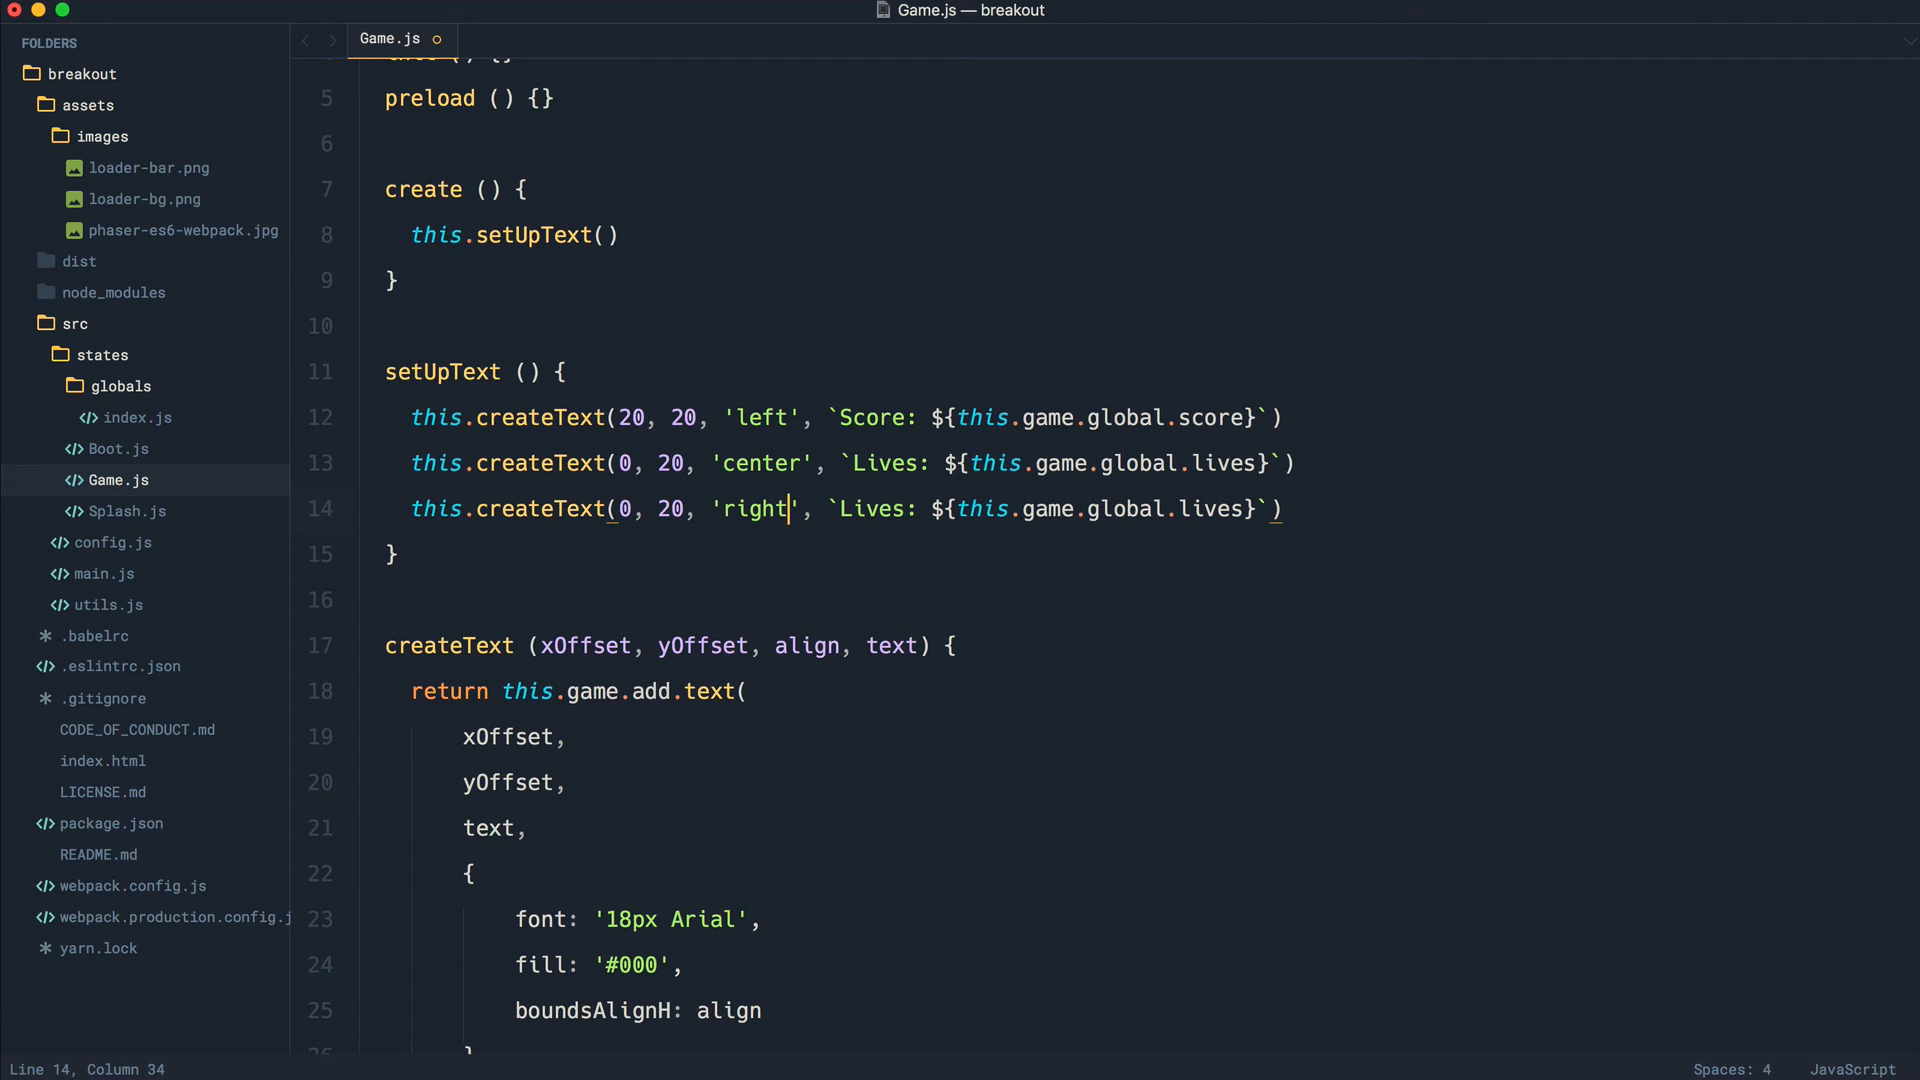 Game.js — breakout
FOLDERS
breakout
assets
images
loader-bar.png
loader-bg.png
phaser-es6-webpack.jpg
dist
node_modules
src
states
globals
index.js
Boot.js
Game.js
Splash.js
config.js
main.js
utils.js
.babelrc
.eslintrc.json
.gitignore
CODE_OF_CONDUCT.md
index.html
LICENSE.md
package.json
README.md
webpack.config.js
webpack.production.config.j
yarn.lock
Game.js
5 preload () {}
6
7 create () {
8 this.setUpText()
9 }
10
11 setUpText () {
12 this.createText(20, 20, 'left', `Score: ${this.game.global.score}`)
13 this.createText(0, 20, 'center', `Lives: ${this.game.global.lives}`)
14 this.createText(0, 20, 'right', `Lives: ${this.game.global.lives}`)
15 }
16
17 createText (xOffset, yOffset, align, text) {
18 return this.game.add.text(
19 xOffset,
20 yOffset,
21 text,
22 {
23 font: '18px Arial',
24 fill: '#000',
25 boundsAlignH: align
Line 14, Column 34
Spaces: 4
JavaScript